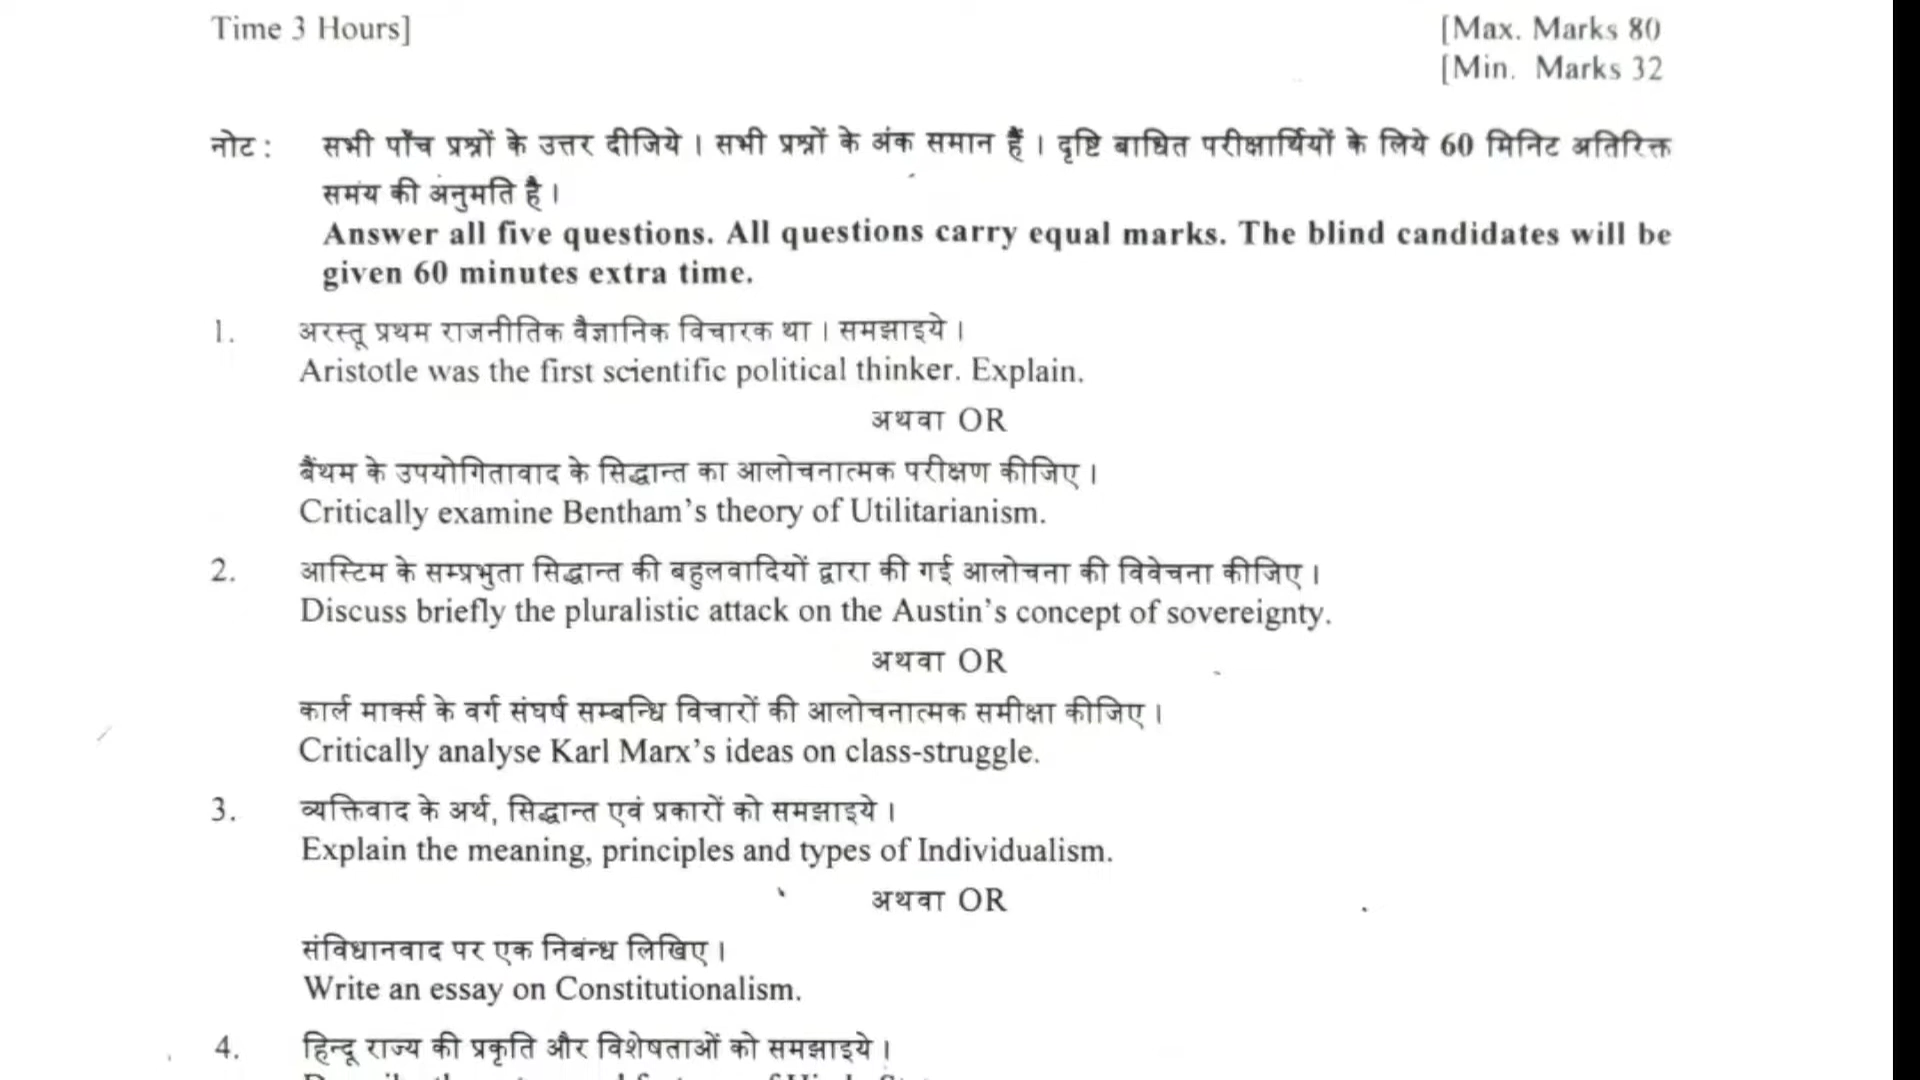 Time 3 Hours]
[Max. Marks 80
[Min. Marks 32
नोट : सभी पाँच प्रश्नों के उत्तर दीजिये । सभी प्रश्नों के अंक समान हैं । दृष्टि बाधित परीक्षार्थियों के लिये 60 मिनिट अतिरिक्त
समय की अनुमति है ।
Answer all five questions. All questions carry equal marks. The blind candidates will be
given 60 minutes extra time.
1. अरस्तू प्रथम राजनीतिक वैज्ञानिक विचारक था । समझाइये ।
Aristotle was the first scientific political thinker. Explain.
अथवा OR
बैंथम के उपयोगितावाद के सिद्धान्त का आलोचनात्मक परीक्षण कीजिए ।
Critically examine Bentham's theory of Utilitarianism.
2. आस्टिम के सम्प्रभुता सिद्धान्त की बहुलवादियों द्वारा की गई आलोचना की विवेचना कीजिए ।
Discuss briefly the pluralistic attack on the Austin's concept of sovereignty.
अथवा OR
कार्ल मार्क्स के वर्ग संघर्ष सम्बन्धि विचारों की आलोचनात्मक समीक्षा कीजिए ।
Critically analyse Karl Marx's ideas on class-struggle.
3. व्यक्तिवाद के अर्थ, सिद्धान्त एवं प्रकारों को समझाइये ।
Explain the meaning, principles and types of Individualism.
अथवा OR
संविधानवाद पर एक निबन्ध लिखिए ।
Write an essay on Constitutionalism.
4. हिन्दू राज्य की प्रकृति और विशेषताओं को समझाइये ।